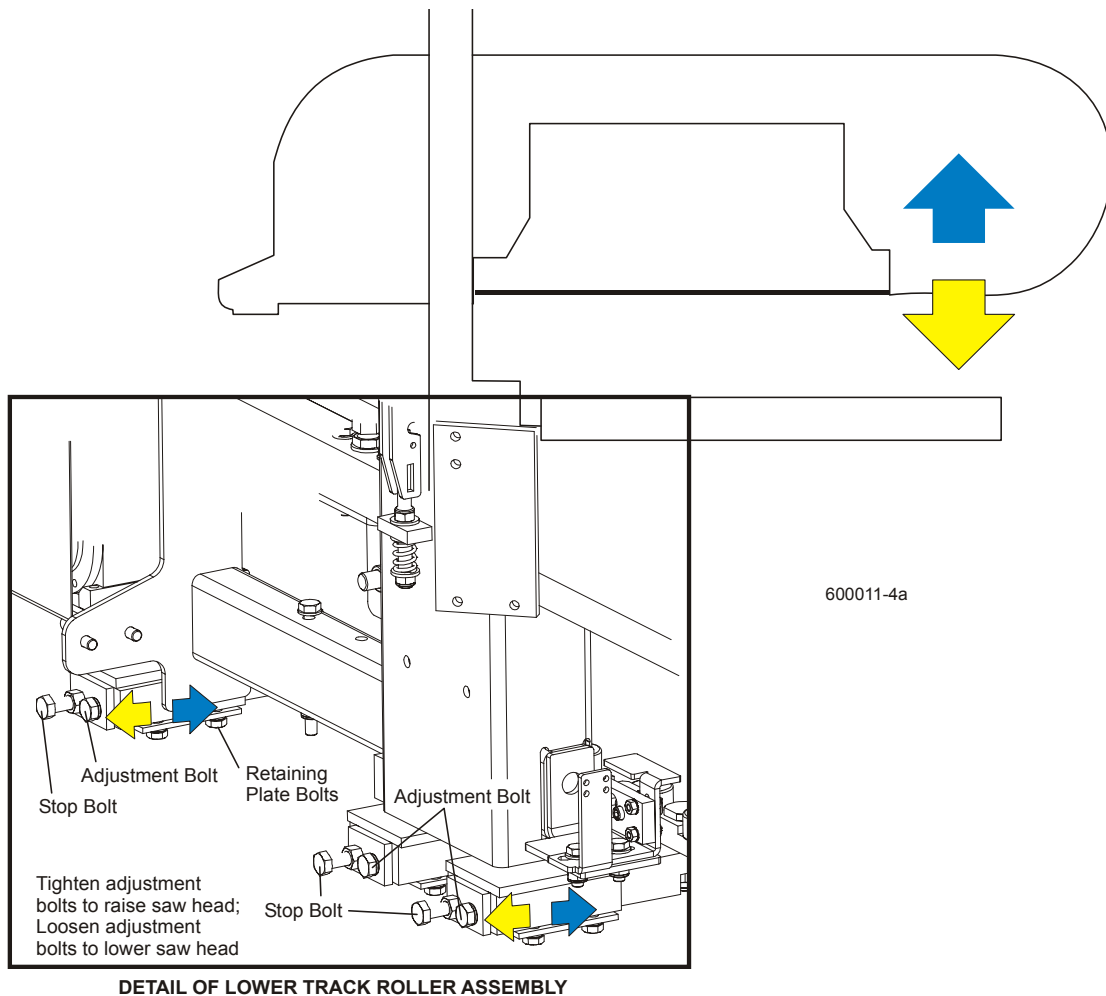 600011-4a
Adjustment Bolt
Stop Bolt
Retaining
Plate Bolts
Adjustment Bolt
Stop Bolt
Tighten adjustment
bolts to raise saw head;
Loosen adjustment
bolts to lower saw head
DETAIL OF LOWER TRACK ROLLER ASSEMBLY